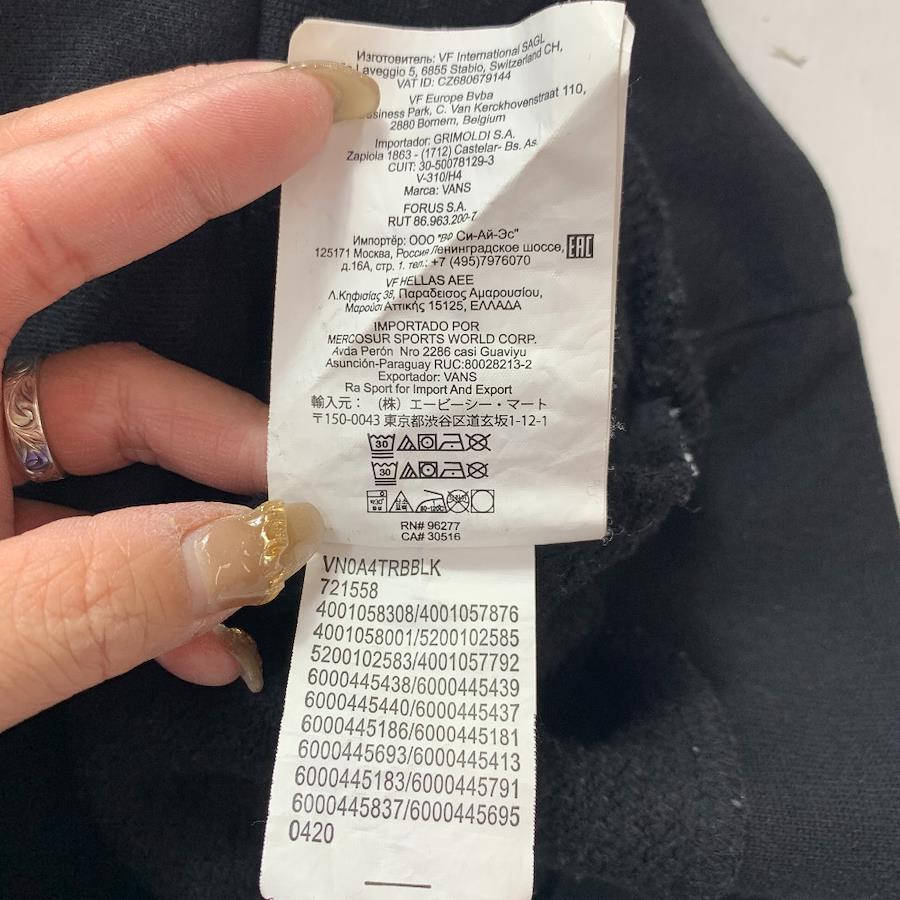 Изготовитель: VF International SAGL
Laveggio 5, 6855 Stabio, Switzerland CH,
VAT ID: CZ680679144
VF Europe Bvba
Business Park, C. Van Kerckhovenstraat 110,
2880 Bornem, Belgium
Importador: GRIMOLDI S.A.
Zapiola 1863 - (1712) Castelar- Bs. As.
CUIT: 30-50078129-3
V-310/H4
Marca: VANS
FORUS S.A.
RUT 86.963.200-7
Импортёр: ООО "ВФ Си-Ай-Эс"
125171 Москва, Россия Ленинградское шоссе, EAC
д.16А, стр. 1. тел.: +7 (495)7976070
VF HELLAS AEE
Λ.Κηφισίας 38, Παραδεισος Αμαρουσίου,
Μαρούσι Αττικής 15125, ΕΛΛΑΔΑ
IMPORTADO POR
MERCOSUR SPORTS WORLD CORP.
Avda Perón Nro 2286 casi Guaviyu
Asunción-Paraguay RUC:80028213-2
Exportador: VANS
Ra Sport for Import And Export
輸入元： （株）エービーシー・マート
〒150-0043 東京都渋谷区道玄坂1-12-1
30
30
80-120C
RN# 96277
CA# 30516
VN0A4TRBBLK
721558
4001058308/4001057876
4001058001/5200102585
5200102583/4001057792
6000445438/6000445439
6000445440/6000445437
6000445186/6000445181
6000445693/6000445413
6000445183/6000445791
6000445837/6000445695
0420